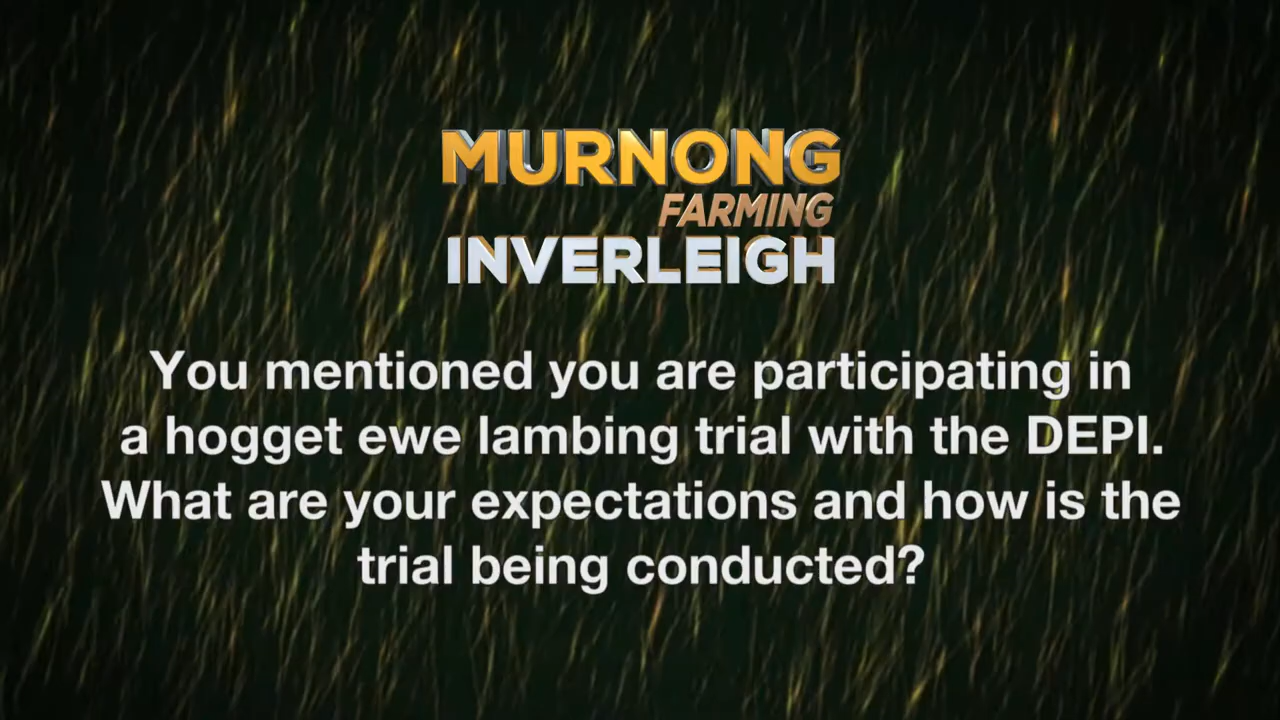 MURNONG
FARMING
INVERLEIGH
You mentioned you are participating in
a hogget ewe lambing trial with the DEPI.
What are your expectations and how is the
trial being conducted?